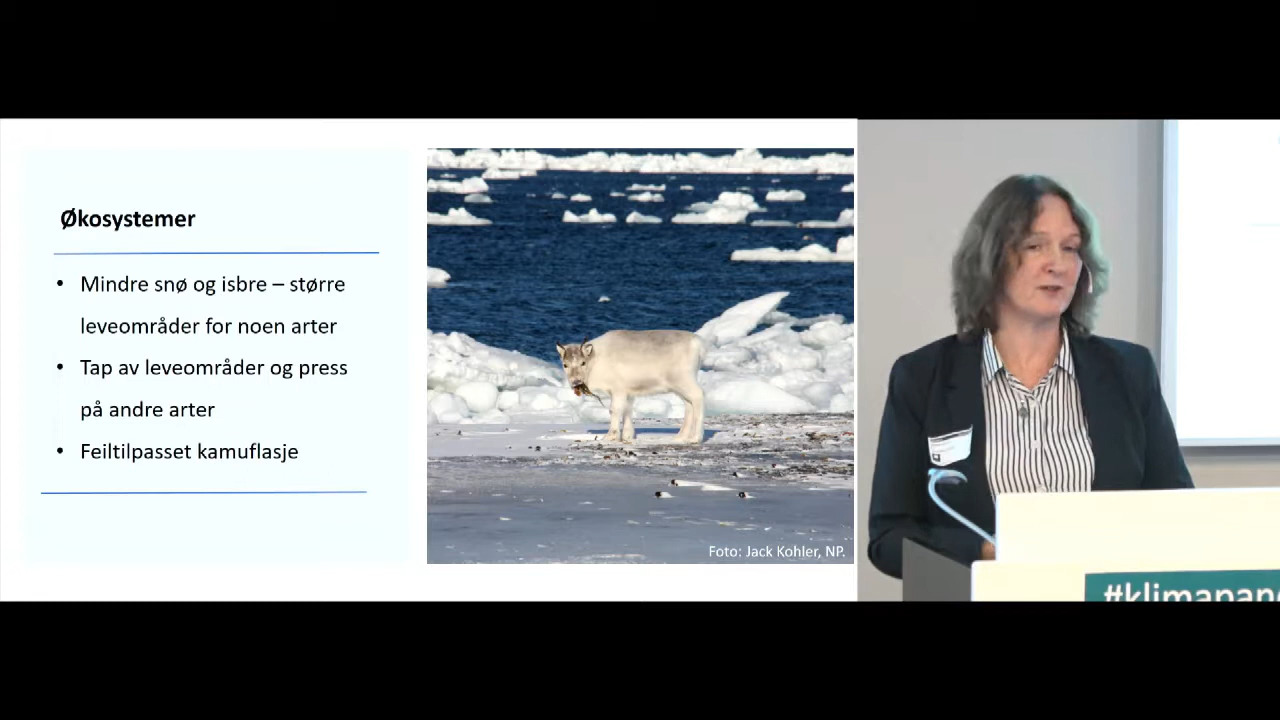 Økosystemer
• Mindre snø og isbre – større
leveområder for noen arter
• Tap av leveområder og press
på andre arter
• Feiltilpasset kamuflasje
Foto: Jack Kohler, NP.